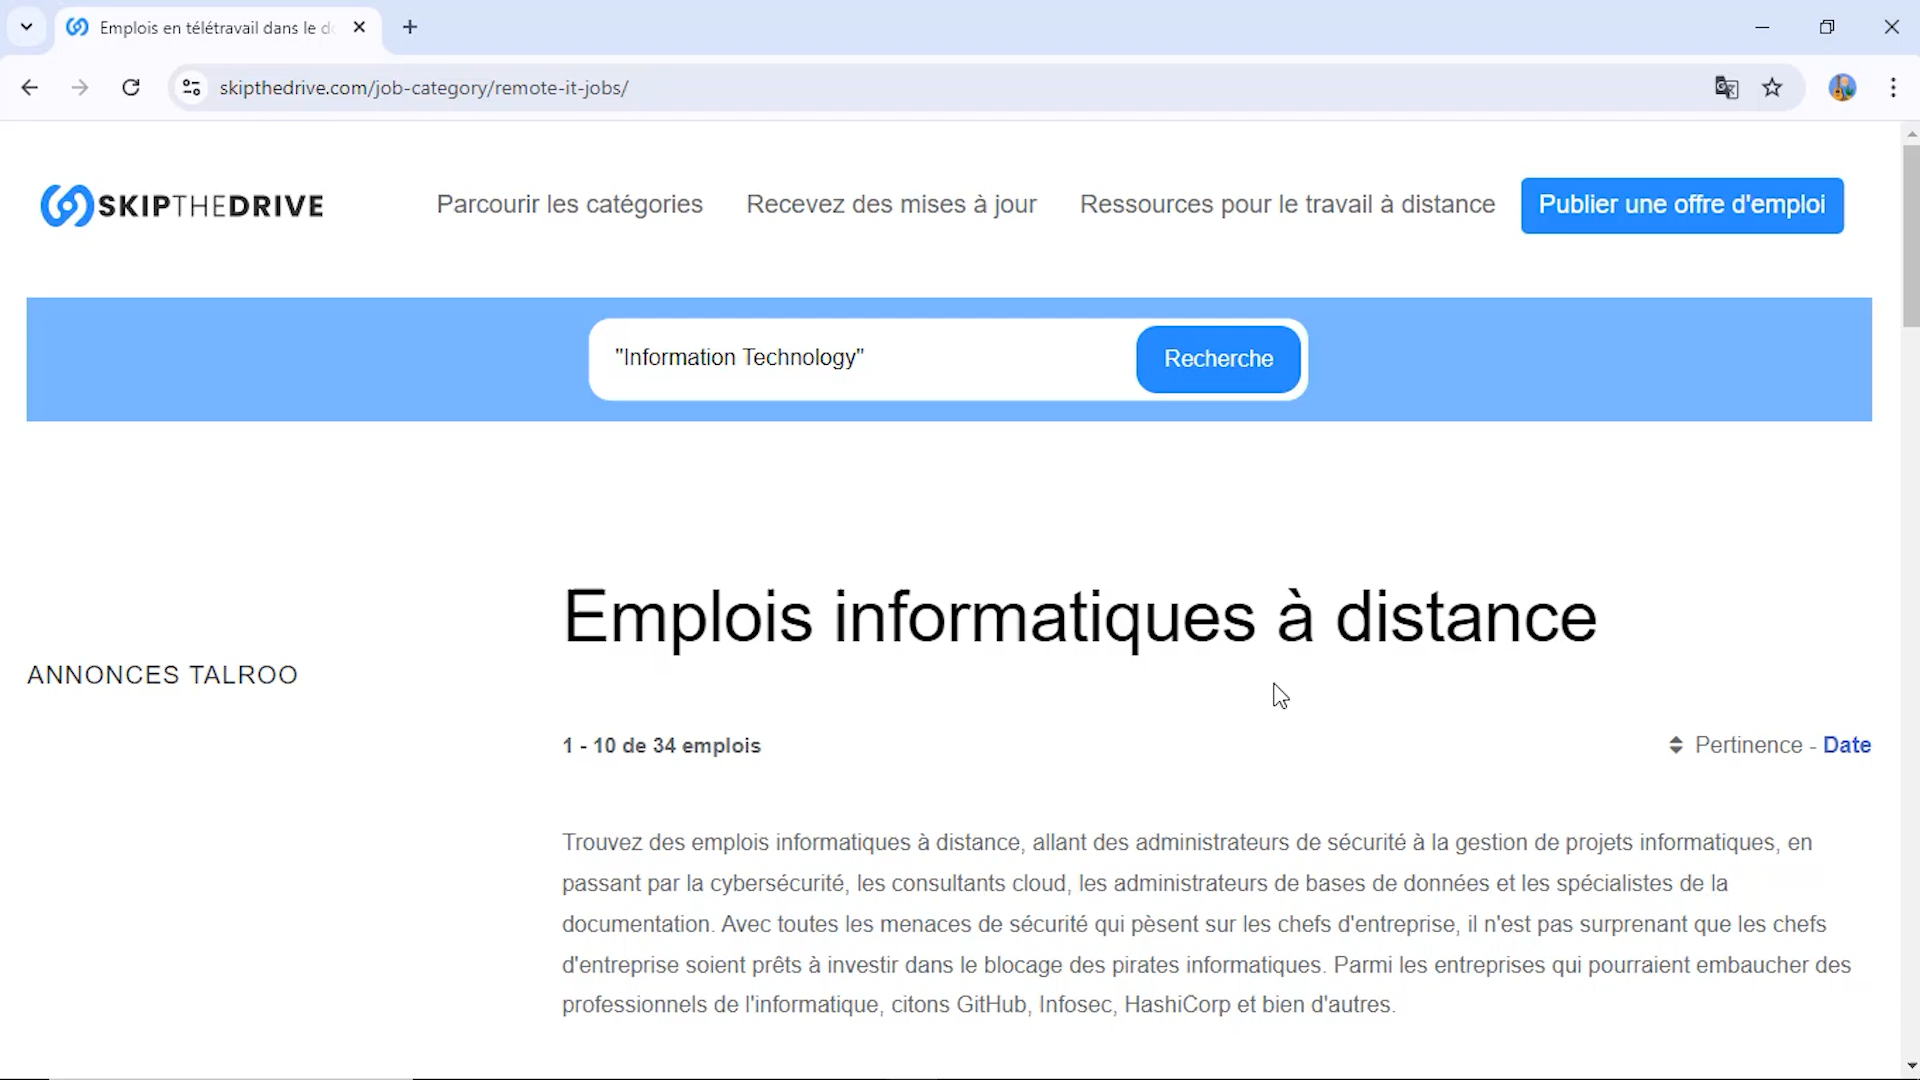 Emplois en télétravail dans le
skipthedrive.com/job-category/remote-it-jobs/
SKIPTHEDRIVE
Parcourir les catégories
Recevez des mises à jour
Ressources pour le travail à distance
Publier une offre d'emploi
"Information Technology"
Recherche
Emplois informatiques à distance
ANNONCES TALROO
1 - 10 de 34 emplois
Pertinence - Date
Trouvez des emplois informatiques à distance, allant des administrateurs de sécurité à la gestion de projets informatiques, en
passant par la cybersécurité, les consultants cloud, les administrateurs de bases de données et les spécialistes de la
documentation. Avec toutes les menaces de sécurité qui pèsent sur les chefs d'entreprise, il n'est pas surprenant que les chefs
d'entreprise soient prêts à investir dans le blocage des pirates informatiques. Parmi les entreprises qui pourraient embaucher des
professionnels de l'informatique, citons GitHub, Infosec, HashiCorp et bien d'autres.